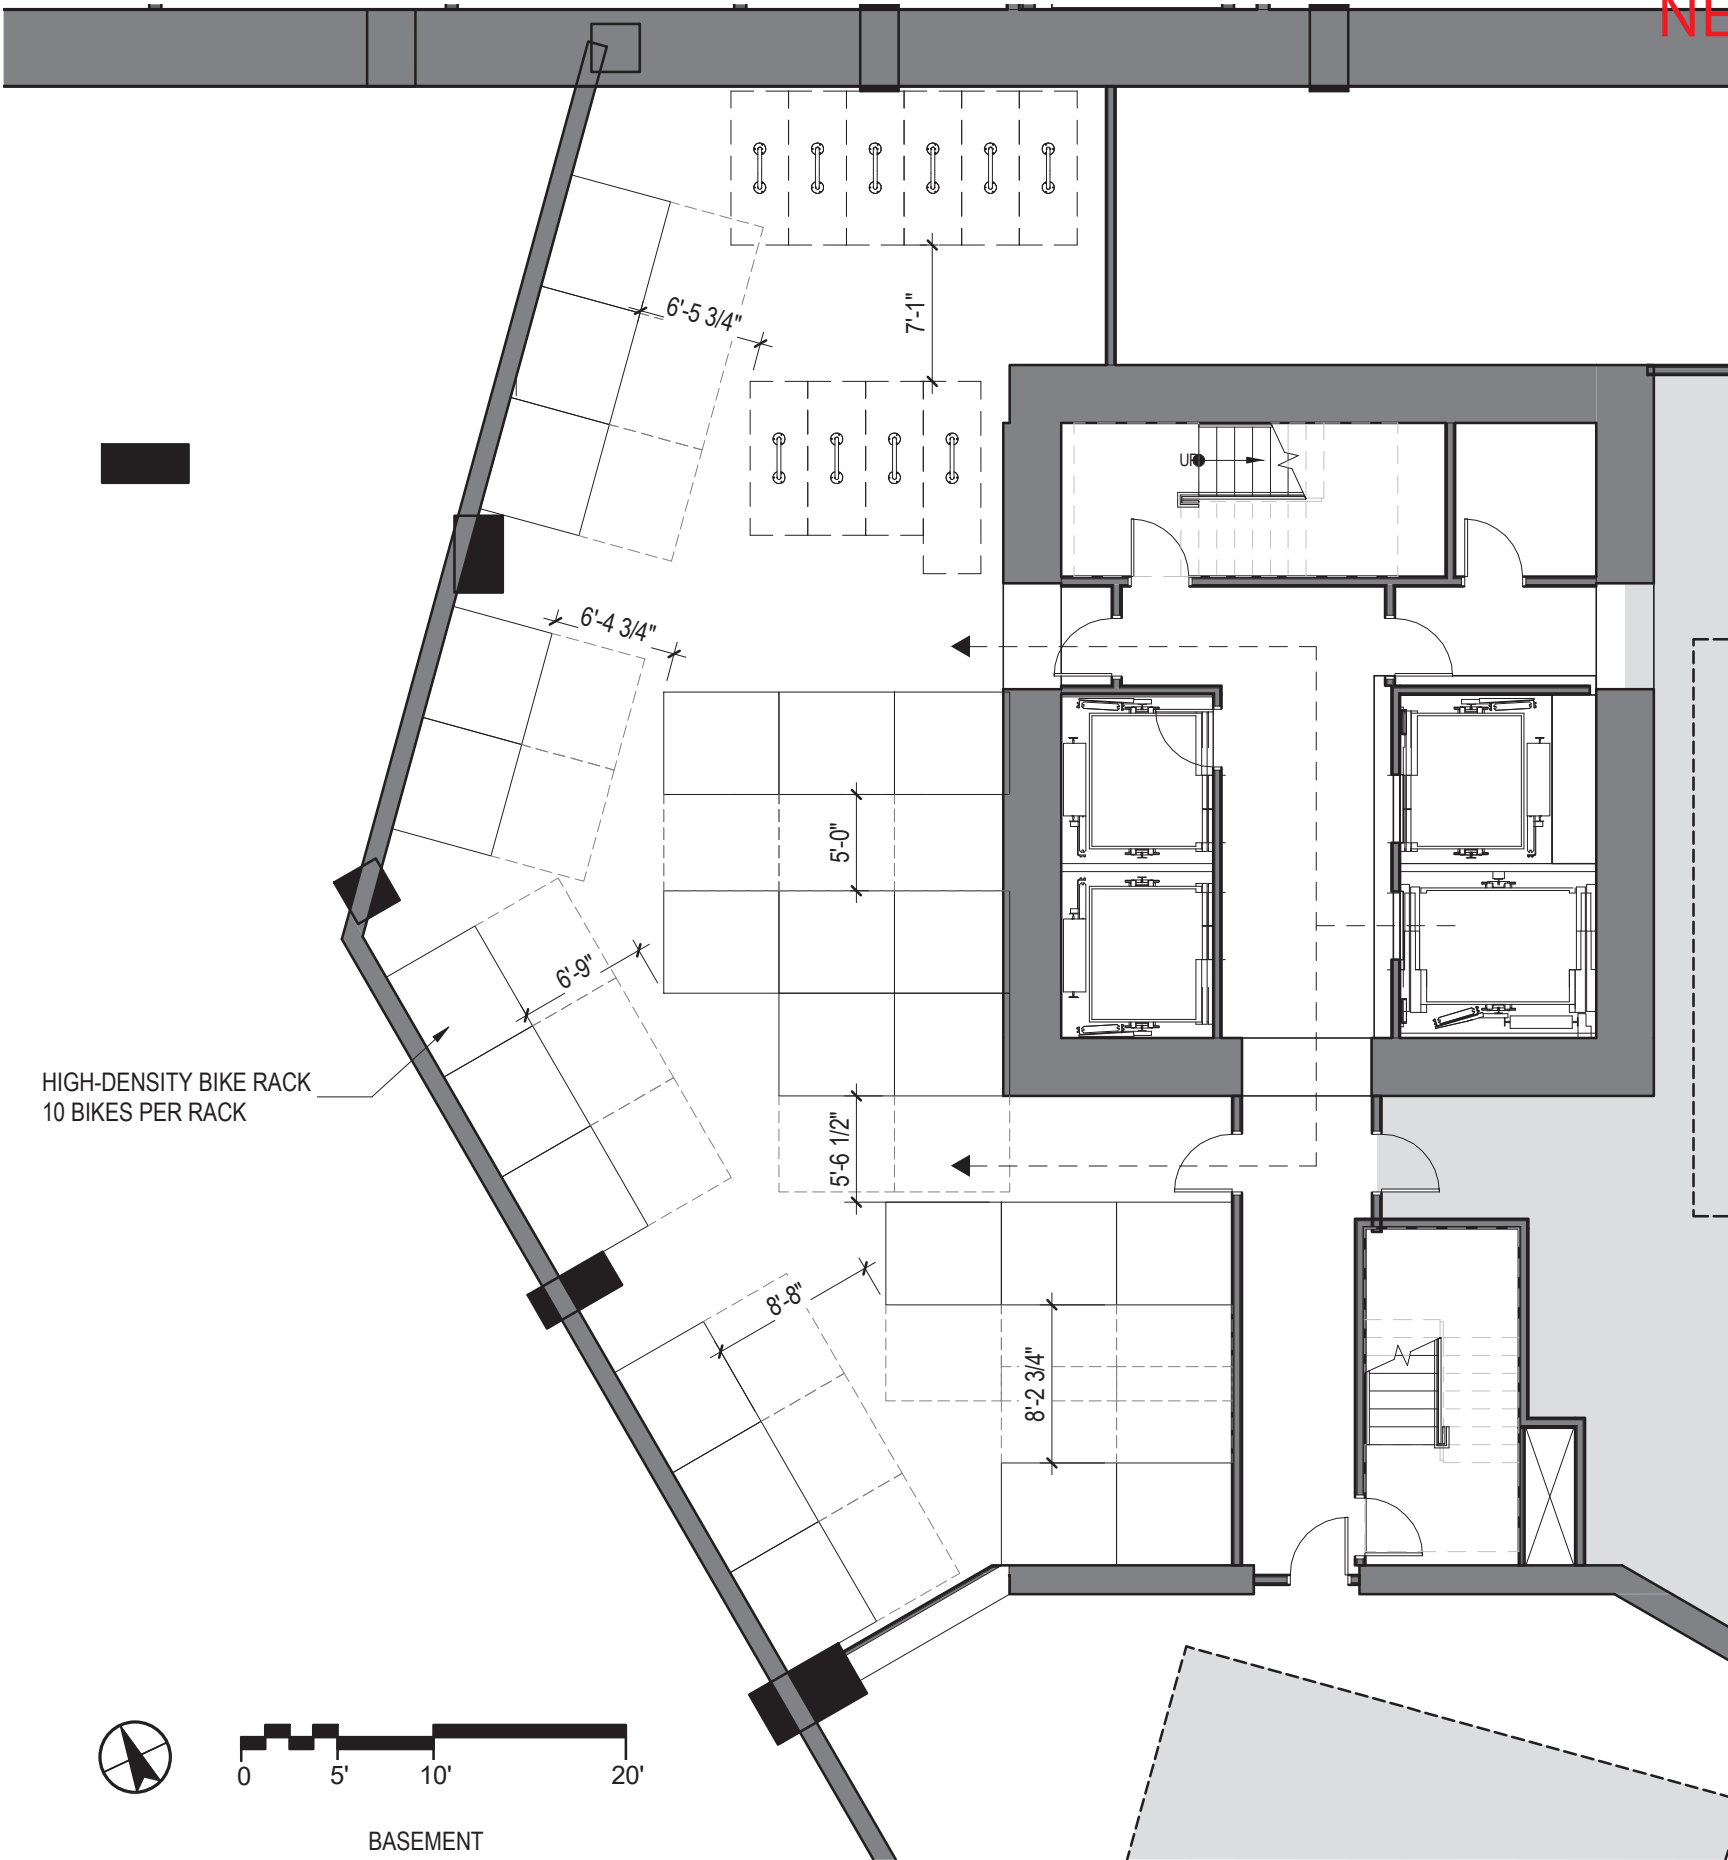 NE
6'-5 3/4"
7'-1"
UP
6'-4 3/4"
5'-0"
6'-9"
HIGH-DENSITY BIKE RACK
10 BIKES PER RACK
5'-6 1/2"
8'-8"
8'-2 3/4"
0 5' 10' 20'
BASEMENT